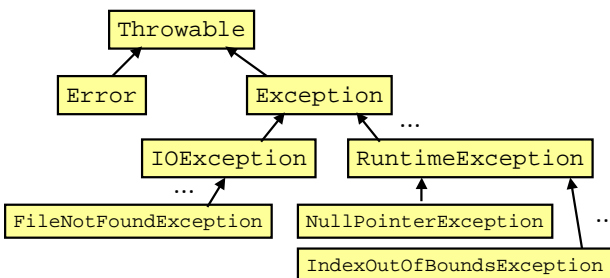 Throwable
Error
Exception
...
IOException
RuntimeException
...
FileNotFoundException
NullPointerException
...
IndexOutOfBoundsException